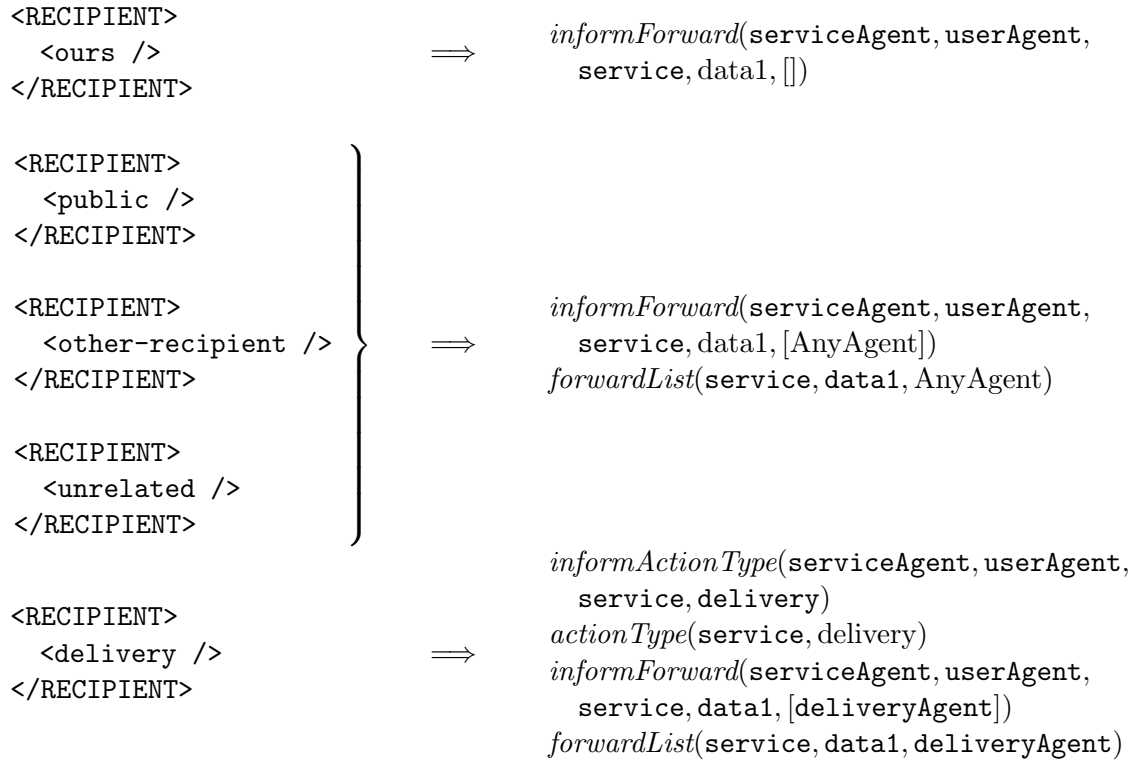 <RECIPIENT>
<ours />
</RECIPIENT>
⟹
informForward(serviceAgent, userAgent,
service, data1, [])
<RECIPIENT>
<public />
</RECIPIENT>
<RECIPIENT>
<other-recipient />
</RECIPIENT>
<unrelated />
</RECIPIENT>
⟹
informForward(serviceAgent, userAgent,
service, data1, [AnyAgent])
forwardList(service, data1, AnyAgent)
<RECIPIENT>
<delivery />
</RECIPIENT>
⟹
informActionType(serviceAgent, userAgent,
service, delivery)
actionType(service, delivery)
informForward(serviceAgent, userAgent,
service, data1, [deliveryAgent])
forwardList(service, data1, deliveryAgent)